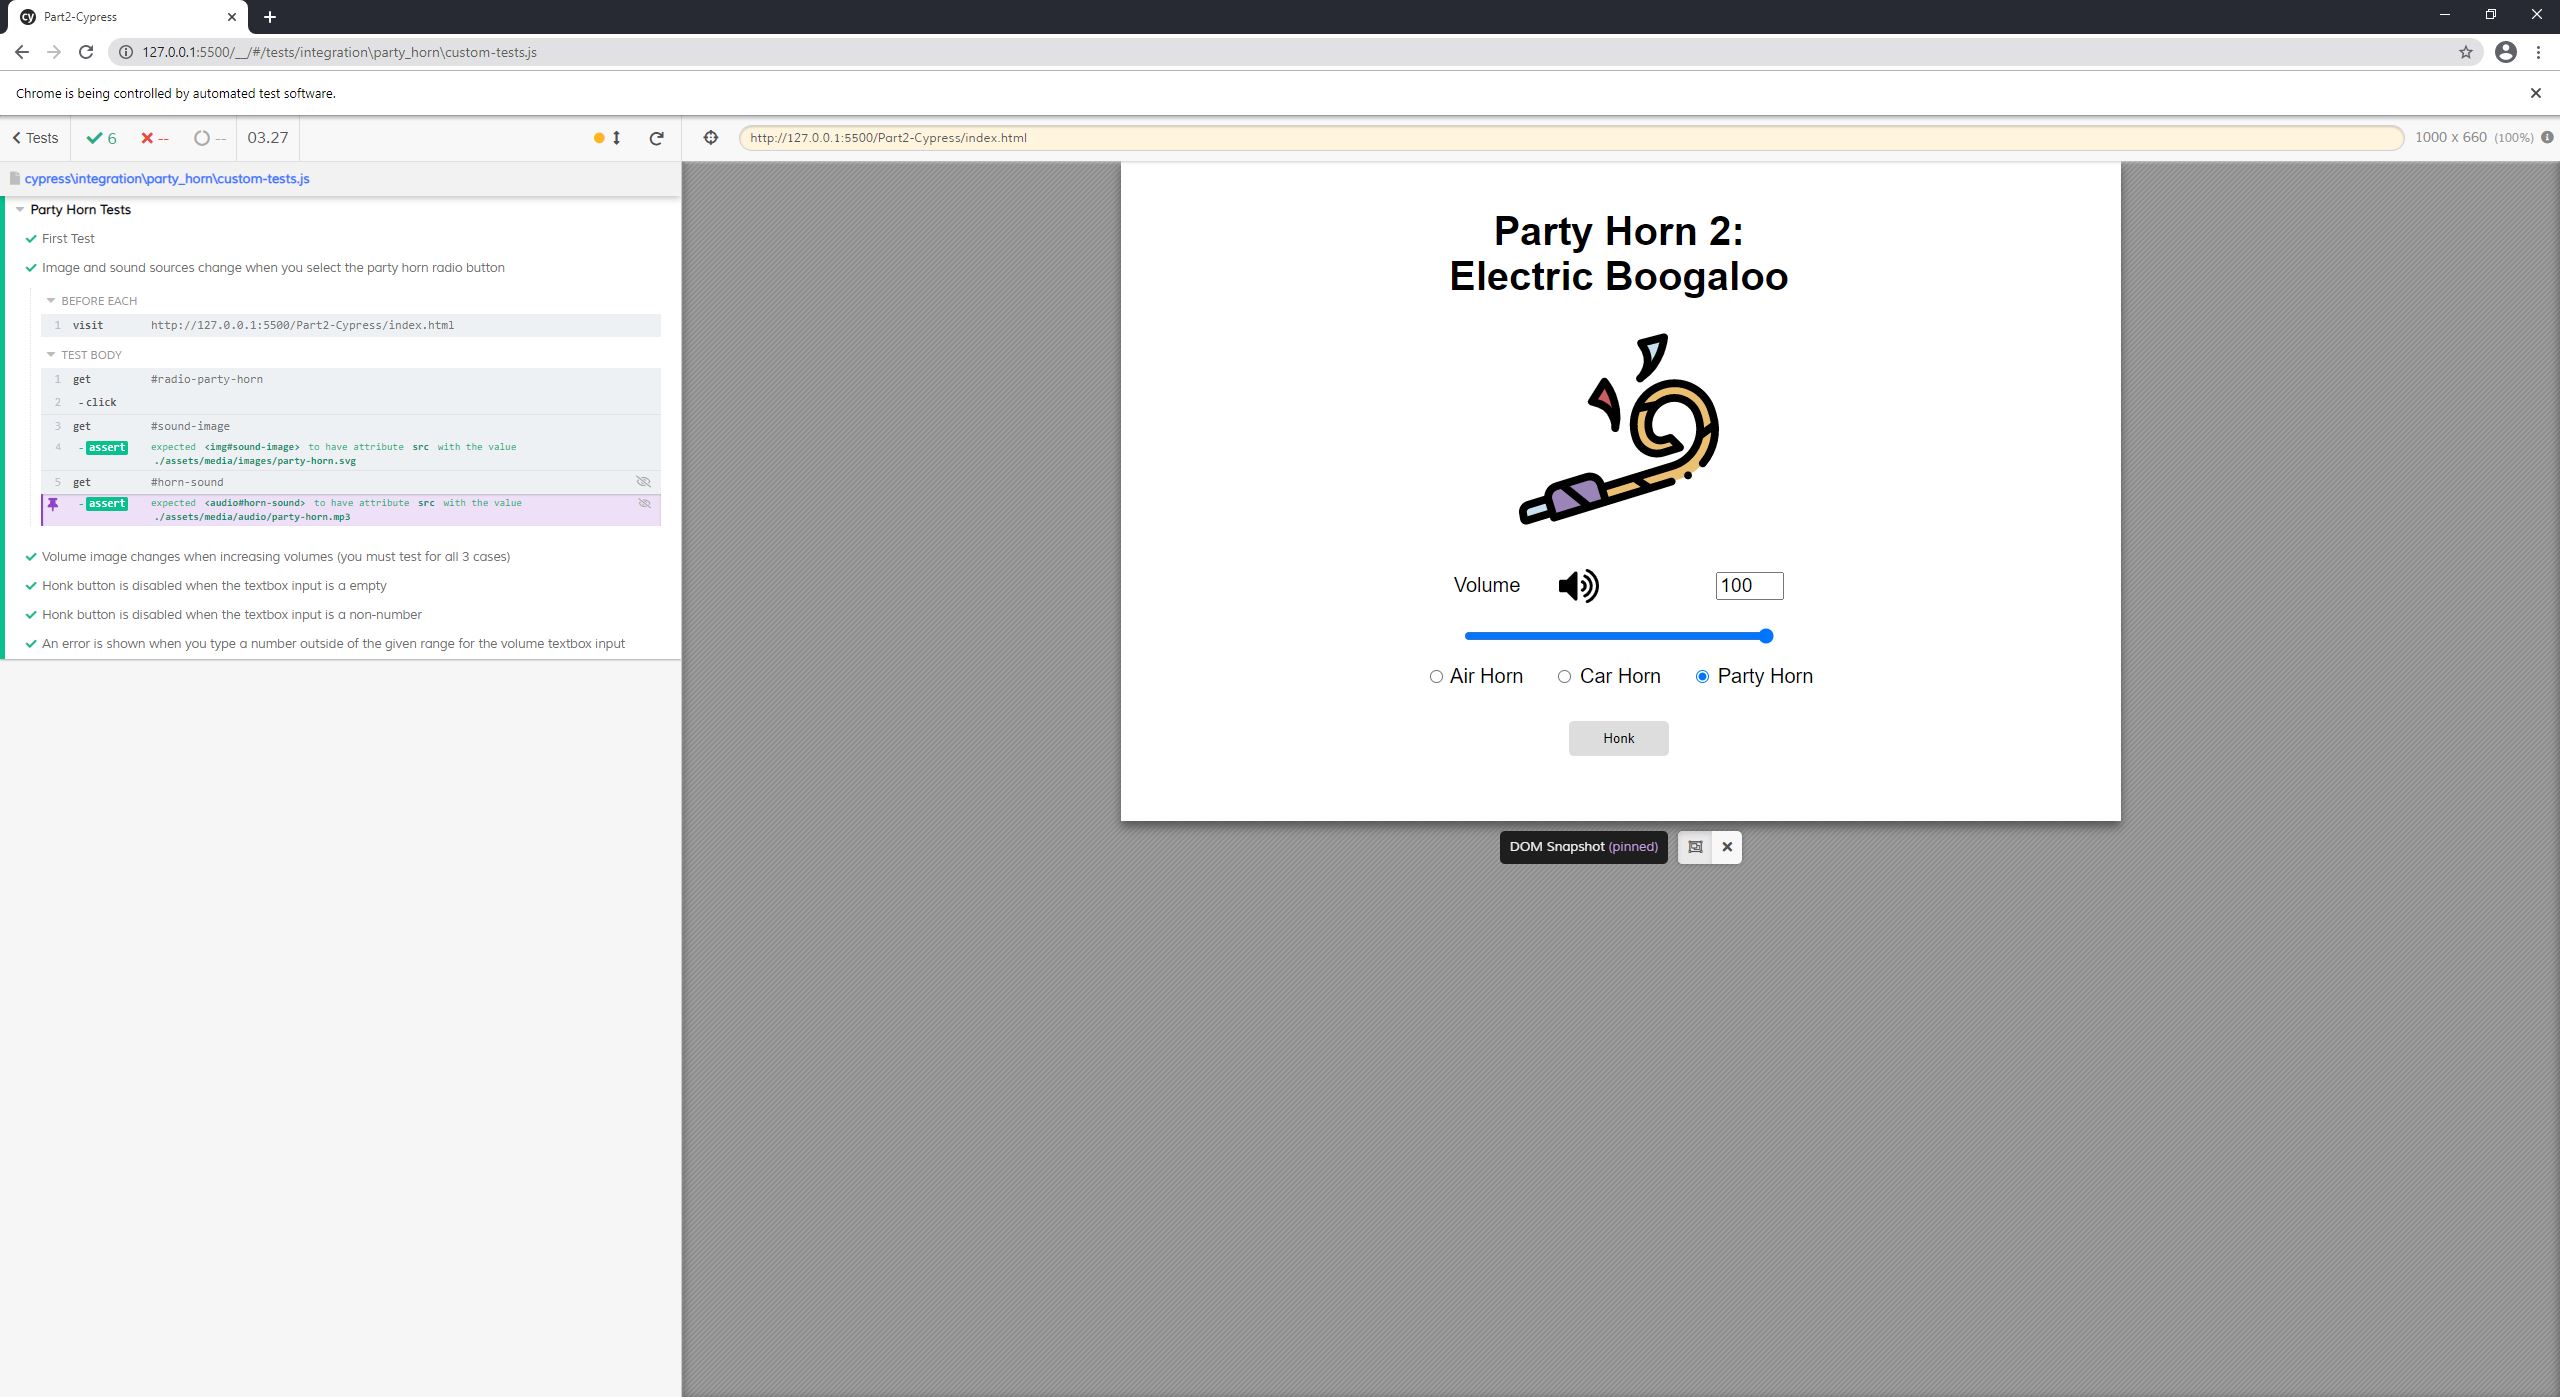 cy Part2-Cypress
127.0.0.1:5500/__/#/tests/integration\party_horn\custom-tests.js
Chrome is being controlled by automated test software.
Tests 6 -- -- 03.27
http://127.0.0.1:5500/Part2-Cypress/index.html 1000 x 660 (100%)
cypress\integration\party_horn\custom-tests.js
Party Horn Tests
First Test
Image and sound sources change when you select the party horn radio button
BEFORE EACH
1 visit http://127.0.0.1:5500/Part2-Cypress/index.html
TEST BODY
1 get #radio-party-horn
2 -click
3 get #sound-image
4 -assert expected <img#sound-image> to have attribute src with the value
./assets/media/images/party-horn.svg
5 get #horn-sound
-assert expected <audio#horn-sound> to have attribute src with the value
./assets/media/audio/party-horn.mp3
Volume image changes when increasing volumes (you must test for all 3 cases)
Honk button is disabled when the textbox input is a empty
Honk button is disabled when the textbox input is a non-number
An error is shown when you type a number outside of the given range for the volume textbox input
Party Horn 2:
Electric Boogaloo
Volume 100
Air Horn Car Horn Party Horn
Honk
DOM Snapshot (pinned)